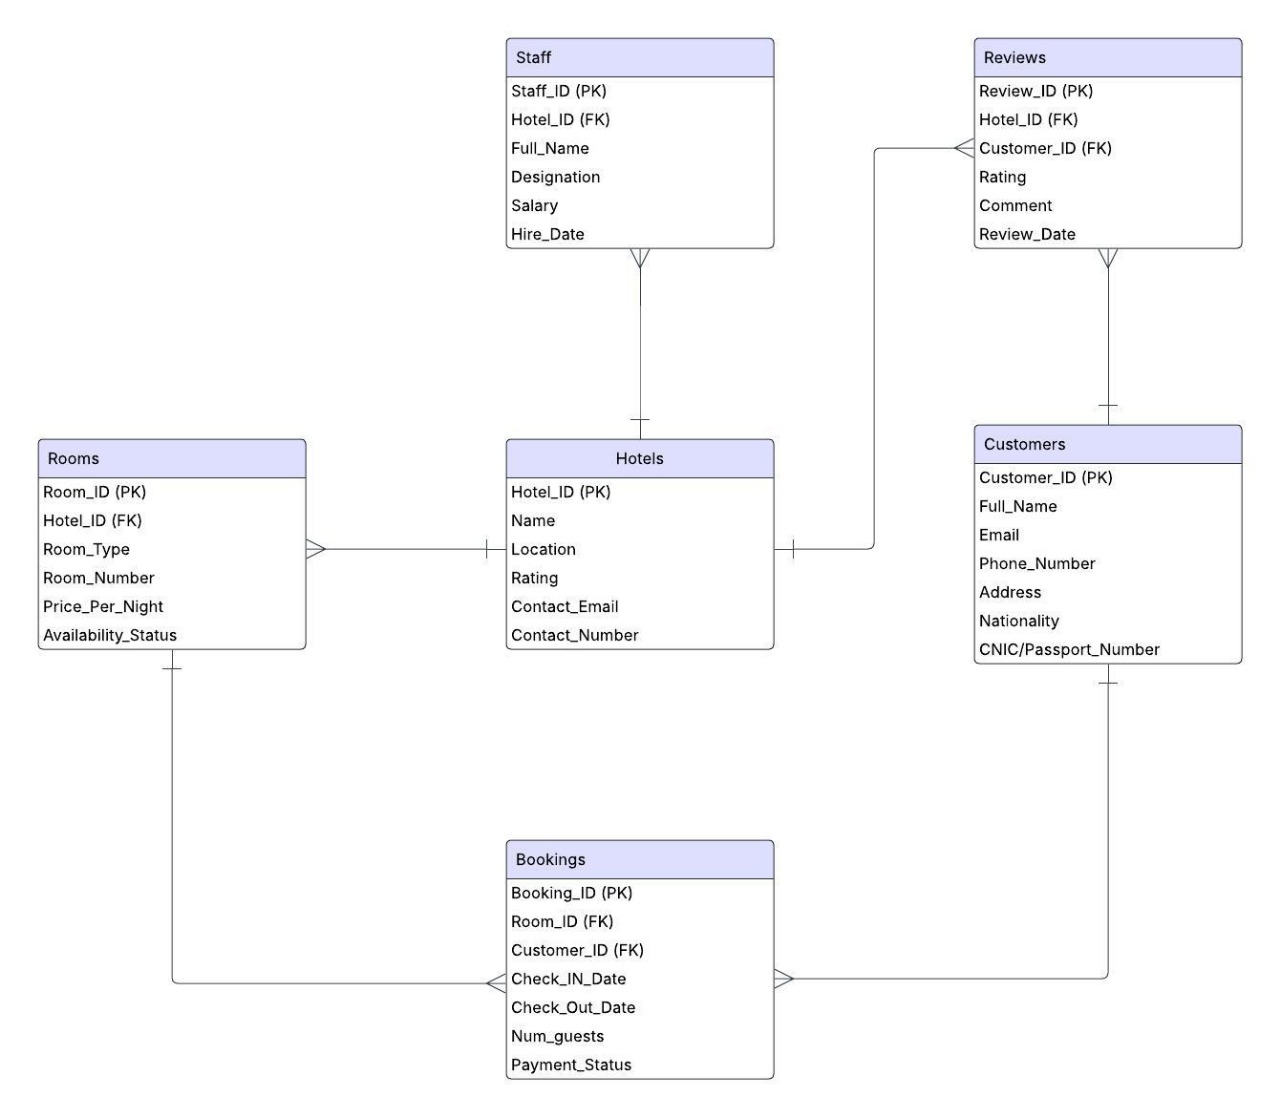 Staff
Staff_ID (PK)
Hotel_ID (FK)
Full_Name
Designation
Salary
Hire_Date
Reviews
Review_ID (PK)
Hotel_ID (FK)
Customer_ID (FK)
Rating
Comment
Review_Date
Rooms
Room_ID (PK)
Hotel_ID (FK)
Room_Type
Room_Number
Price_Per_Night
Availability_Status
Hotels
Hotel_ID (PK)
Name
Location
Rating
Contact_Email
Contact_Number
Customers
Customer_ID (PK)
Full_Name
Email
Phone_Number
Address
Nationality
CNIC/Passport_Number
Bookings
Booking_ID (PK)
Room_ID (FK)
Customer_ID (FK)
Check_IN_Date
Check_Out_Date
Num_guests
Payment_Status